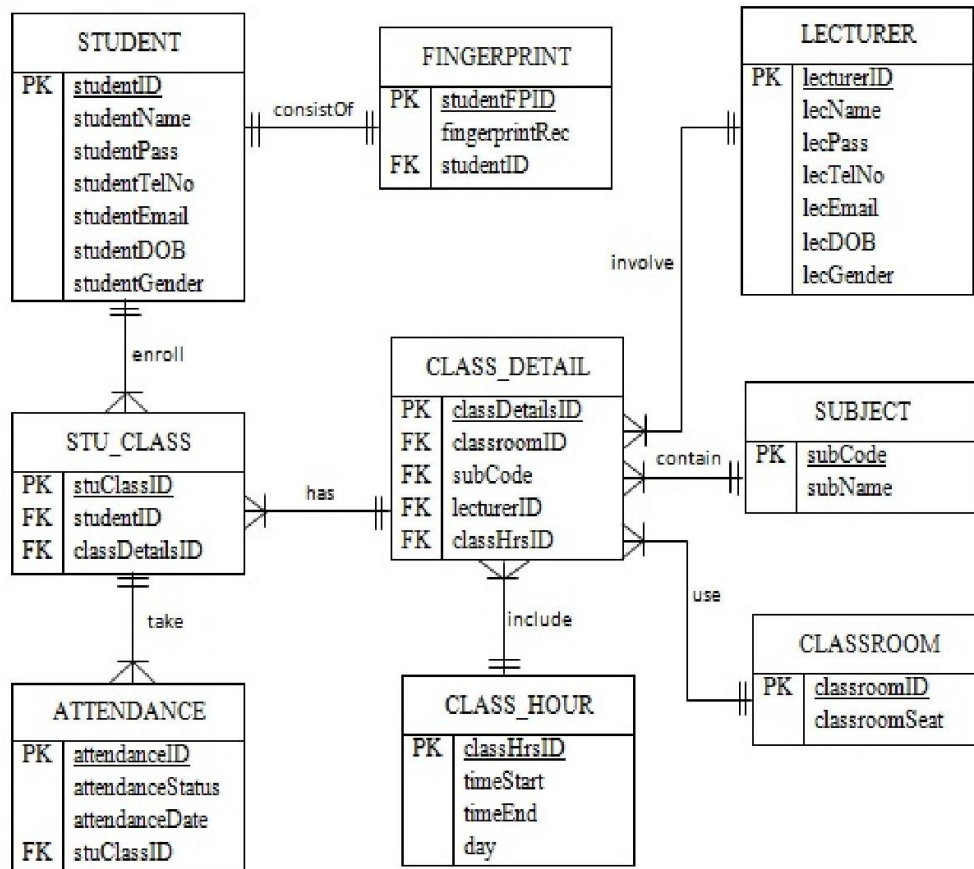 STUDENT
PK studentID
studentName
studentPass
studentTelNo
studentEmail
studentDOB
studentGender
consistOf
FINGERPRINT
PK studentFPID
fingerprintRec
FK studentID
LECTURER
PK lecturerID
lecName
lecPass
lecTelNo
lecEmail
lecDOB
lecGender
involve
enroll
CLASS_DETAIL
PK classDetailsID
FK classroomID
FK subCode
FK lecturerID
FK classHrsID
contain
SUBJECT
PK subCode
subName
STU_CLASS
PK stuClassID
FK studentID
FK classDetailsID
has
take
include
use
CLASSROOM
PK classroomID
classroomSeat
ATTENDANCE
PK attendanceID
attendanceStatus
attendanceDate
FK stuClassID
CLASS_HOUR
PK classHrsID
timeStart
timeEnd
day